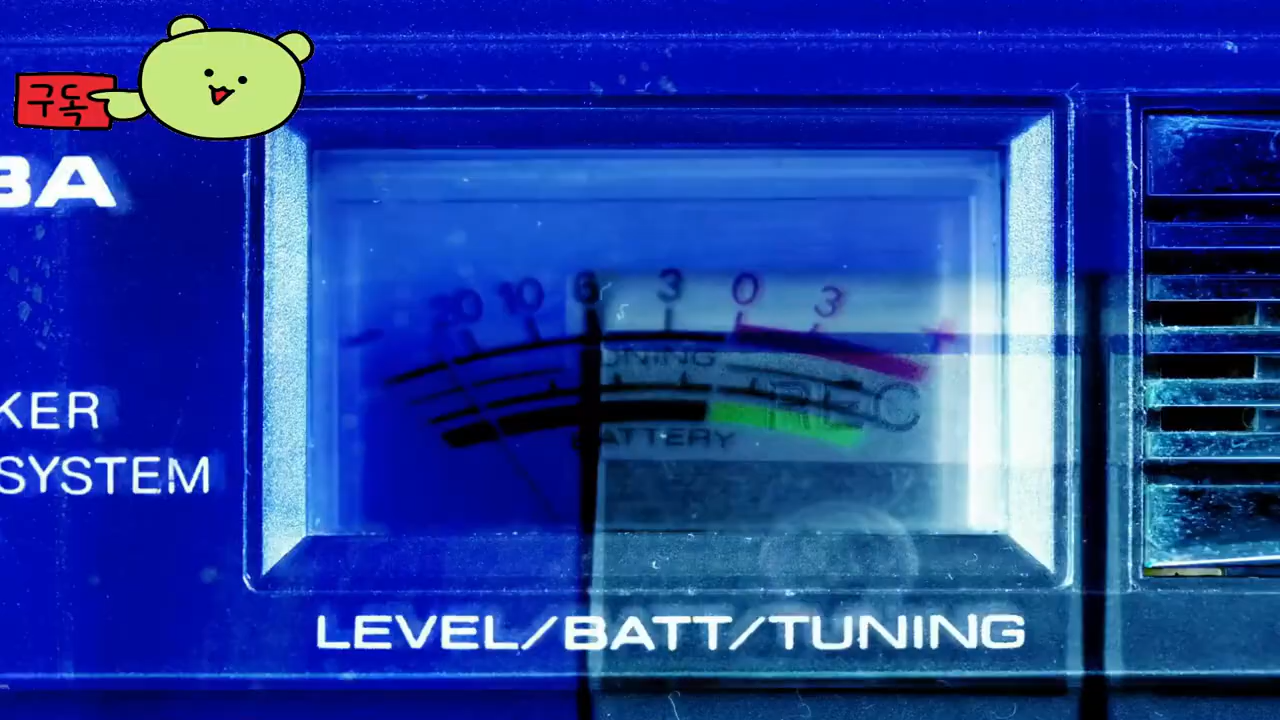 구독
BA
20 10 6 3 0 3 +
TUNING
REC
BATTERY
KER
SYSTEM
LEVEL/BATT/TUNING